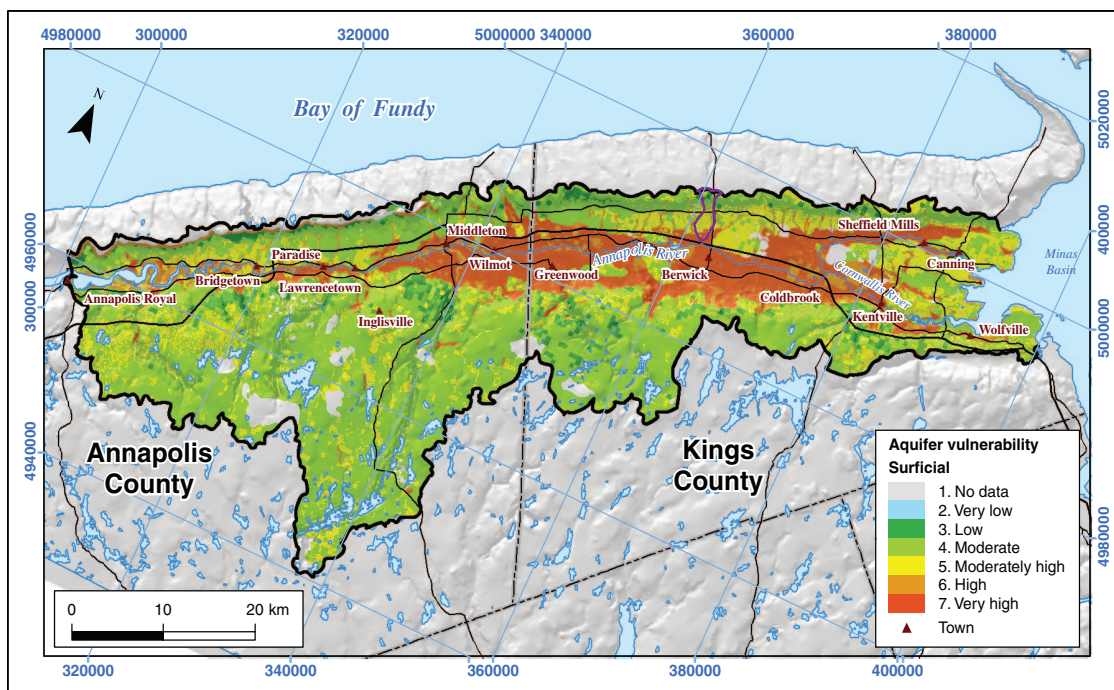 4980000 300000 320000 5000000 340000 360000 380000
N
Bay of Fundy
5020000
Sheffield Mills
Middleton
4960000
400000
Paradise
Annapolis River
Minas
Basin
Canning
Wilmot
Greenwood
Berwick
Bridgetown
Cornwallis River
Lawrencetown
Annapolis Royal
Coldbrook
300000
Kentville
Inglisville
Wolfville
5000000
4940000
Annapolis
County
Kings
County
Aquifer vulnerability
Surficial
1. No data
2. Very low
3. Low
4. Moderate
5. Moderately high
6. High
7. Very high
Town
4980000
0 10 20 km
320000 340000 360000 380000 400000